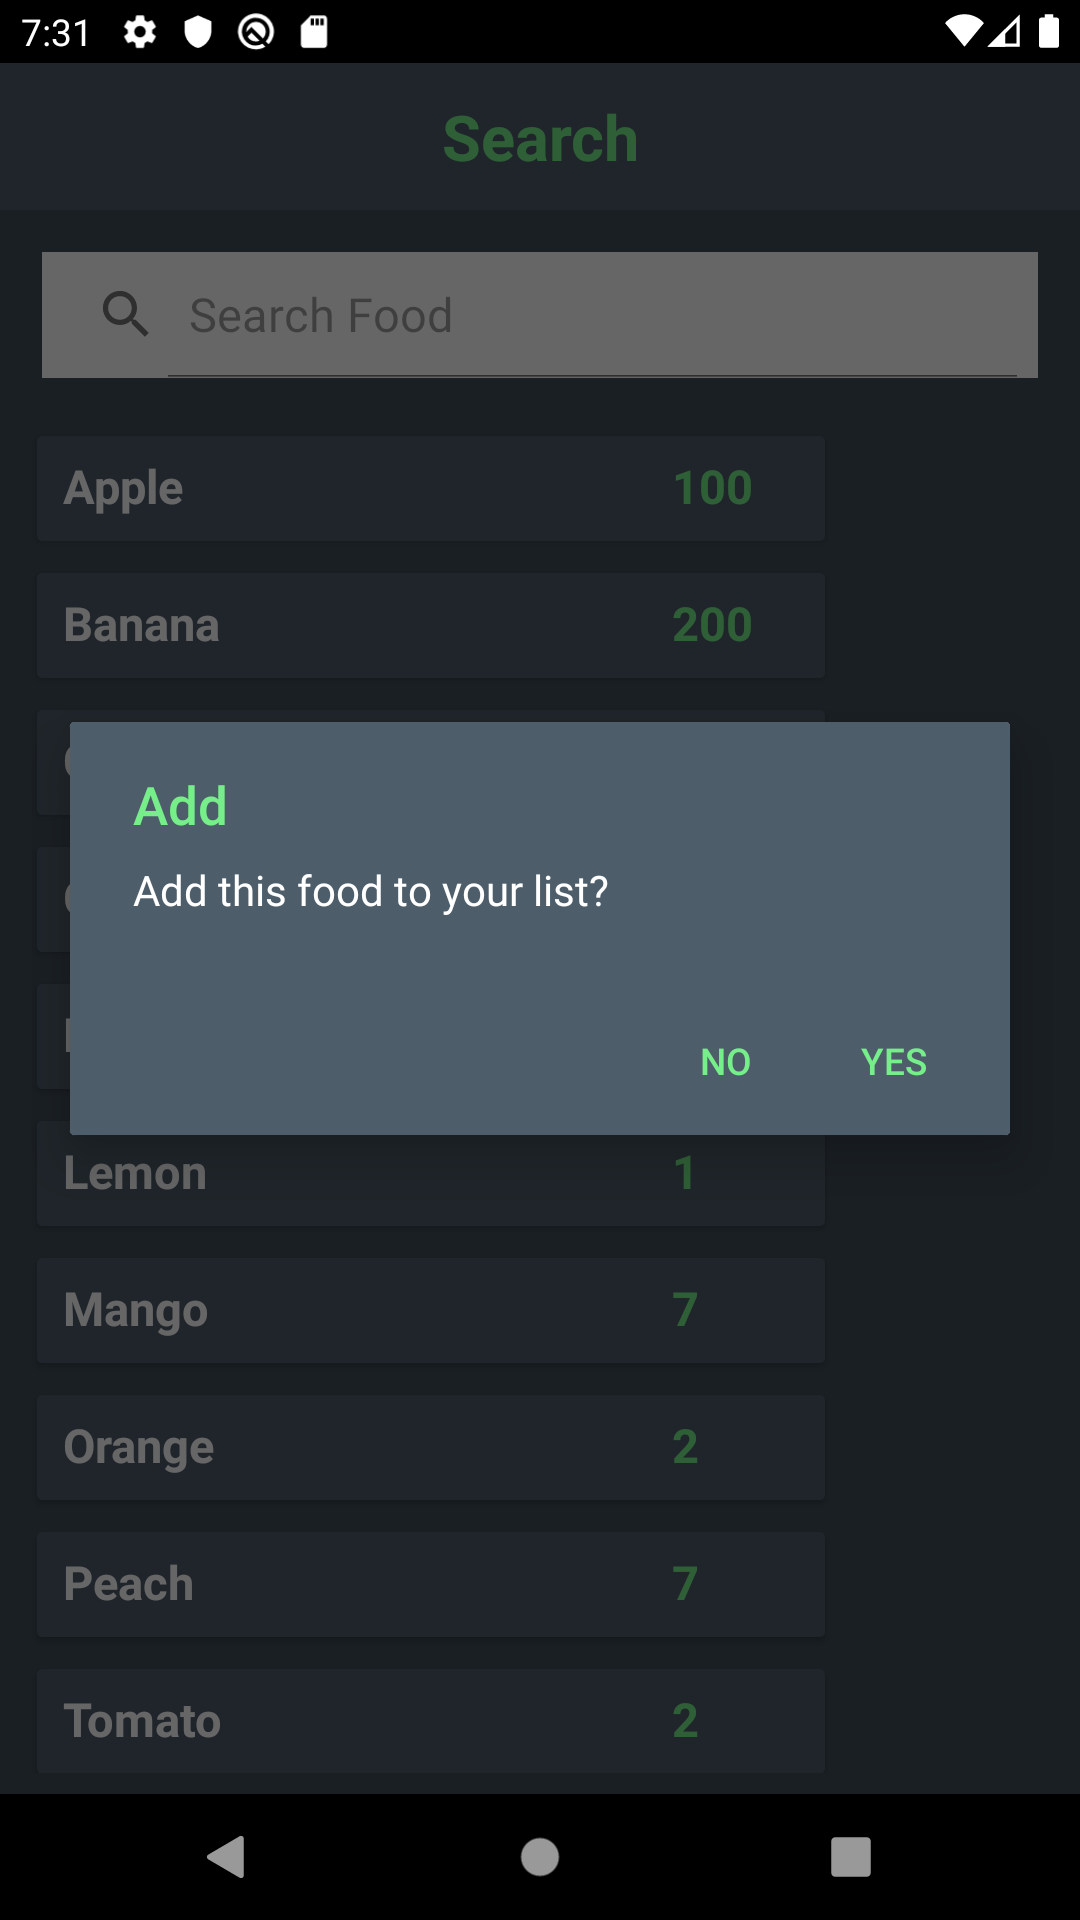 7:31
Search
Search Food
Apple 100
Banana 200
Add
Add this food to your list?
NO YES
Lemon 1
Mango 7
Orange 2
Peach 7
Tomato 2